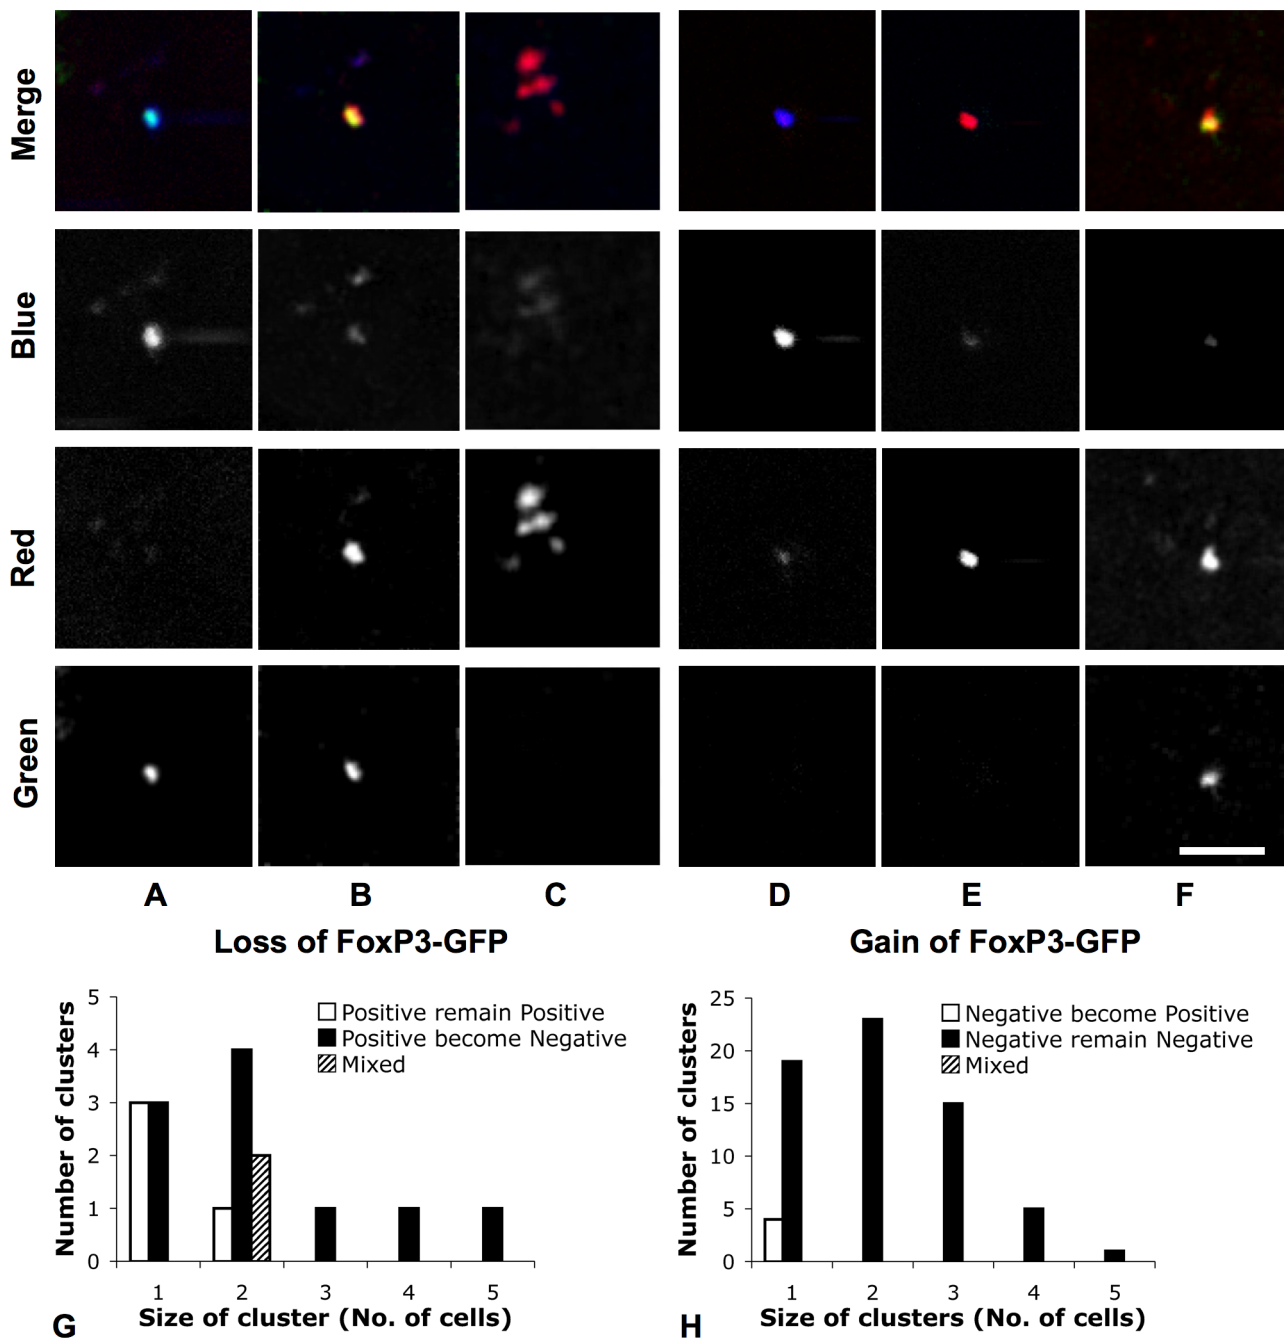 Merge
Blue
Red
Green
A B C D E F
Loss of FoxP3-GFP
Gain of FoxP3-GFP
Number of clusters
5
4
3
2
1
0
Positive remain Positive
Positive become Negative
Mixed
1 2 3 4 5
Size of cluster (No. of cells)
G
Number of clusters
25
20
15
10
5
0
Negative become Positive
Negative remain Negative
Mixed
1 2 3 4 5
Size of clusters (No. of cells)
H